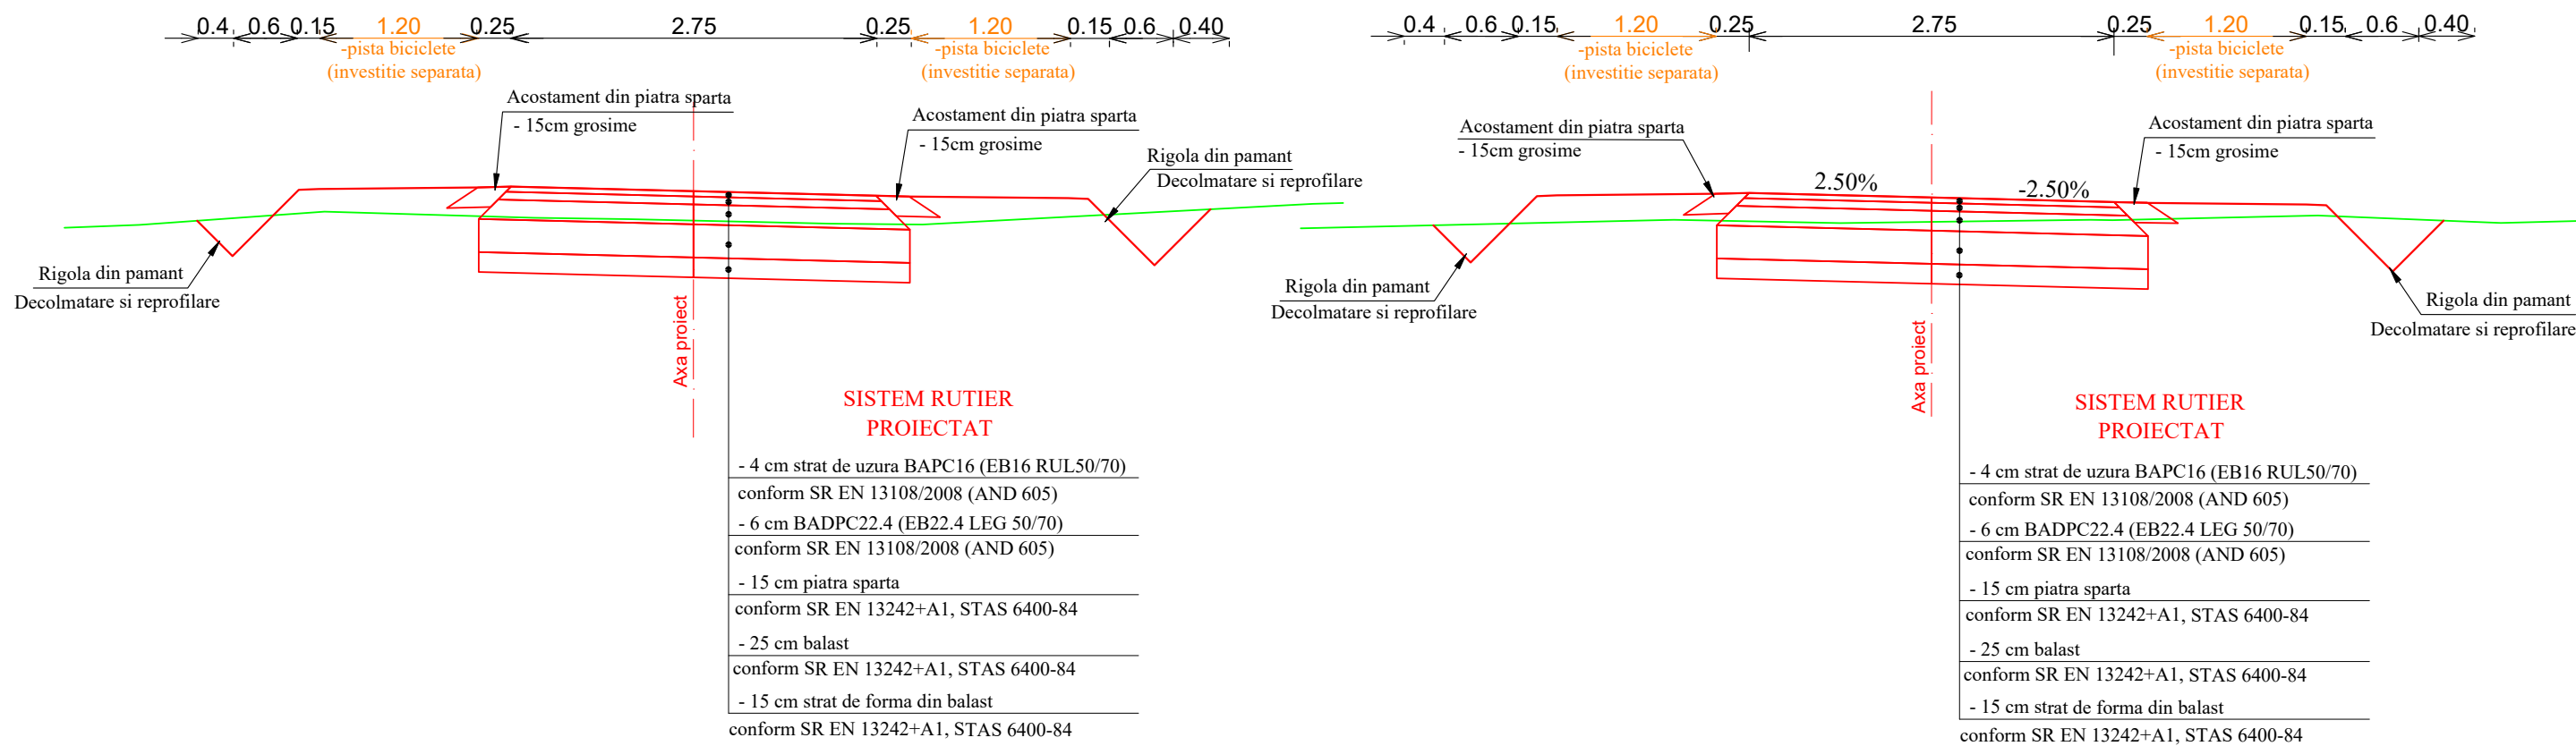 0.4 0.6 0.15 1.20 0.25 2.75 0.25 1.20 0.15 0.6 0.40
-pista biciclete
(investitie separata)
-pista biciclete
(investitie separata)
Acostament din piatra sparta
- 15cm grosime
Acostament din piatra sparta
- 15cm grosime
Rigola din pamant
Decolmatare si reprofilare
Rigola din pamant
Decolmatare si reprofilare
Axa proiect
SISTEM RUTIER
PROIECTAT
- 4 cm strat de uzura BAPC16 (EB16 RUL50/70)
conform SR EN 13108/2008 (AND 605)
- 6 cm BADPC22.4 (EB22.4 LEG 50/70)
conform SR EN 13108/2008 (AND 605)
- 15 cm piatra sparta
conform SR EN 13242+A1, STAS 6400-84
- 25 cm balast
conform SR EN 13242+A1, STAS 6400-84
- 15 cm strat de forma din balast
conform SR EN 13242+A1, STAS 6400-84
0.4 0.6 0.15 1.20 0.25 2.75 0.25 1.20 0.15 0.6 0.40
-pista biciclete
(investitie separata)
-pista biciclete
(investitie separata)
Acostament din piatra sparta
- 15cm grosime
Acostament din piatra sparta
- 15cm grosime
2.50% -2.50%
Rigola din pamant
Decolmatare si reprofilare
Rigola din pamant
Decolmatare si reprofilare
Axa proiect
SISTEM RUTIER
PROIECTAT
- 4 cm strat de uzura BAPC16 (EB16 RUL50/70)
conform SR EN 13108/2008 (AND 605)
- 6 cm BADPC22.4 (EB22.4 LEG 50/70)
conform SR EN 13108/2008 (AND 605)
- 15 cm piatra sparta
conform SR EN 13242+A1, STAS 6400-84
- 25 cm balast
conform SR EN 13242+A1, STAS 6400-84
- 15 cm strat de forma din balast
conform SR EN 13242+A1, STAS 6400-84